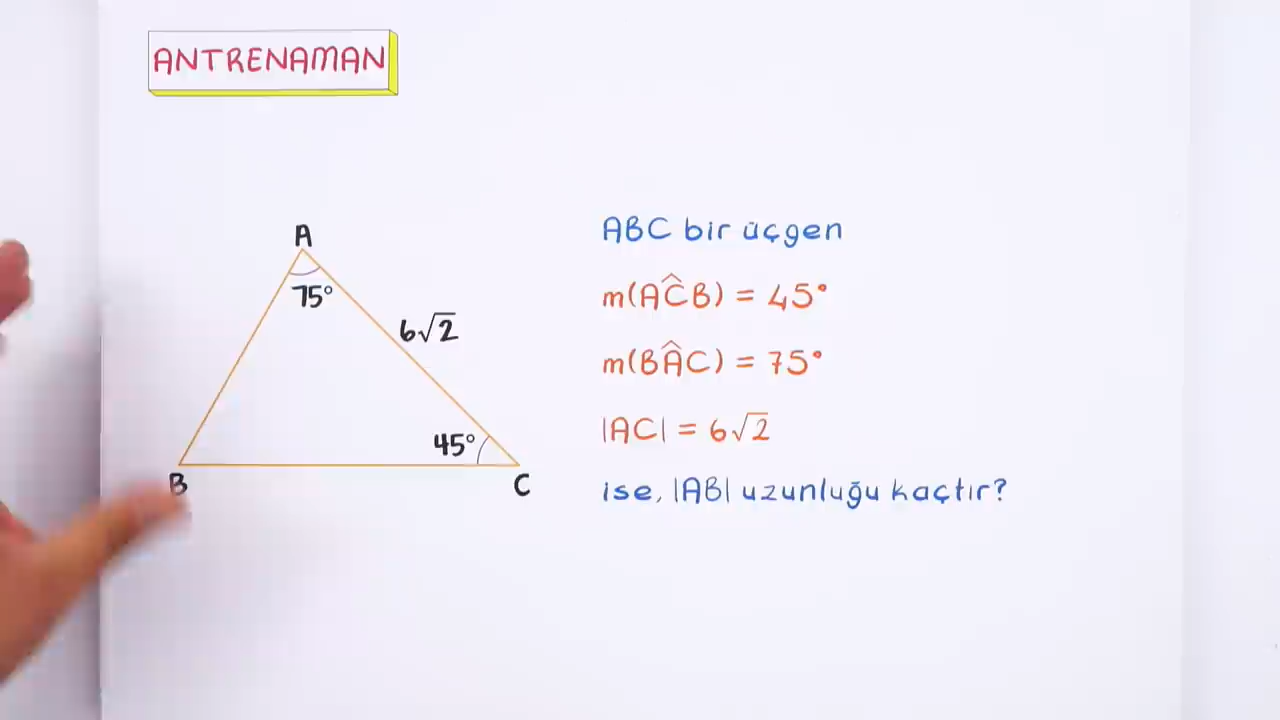 ANTRENAMAN
A
75°
6√2
45°
B
C
ABC bir üçgen
m(AĈB) = 45°
m(BÂC) = 75°
|AC| = 6√2
ise, |AB| uzunluğu kaçtır?